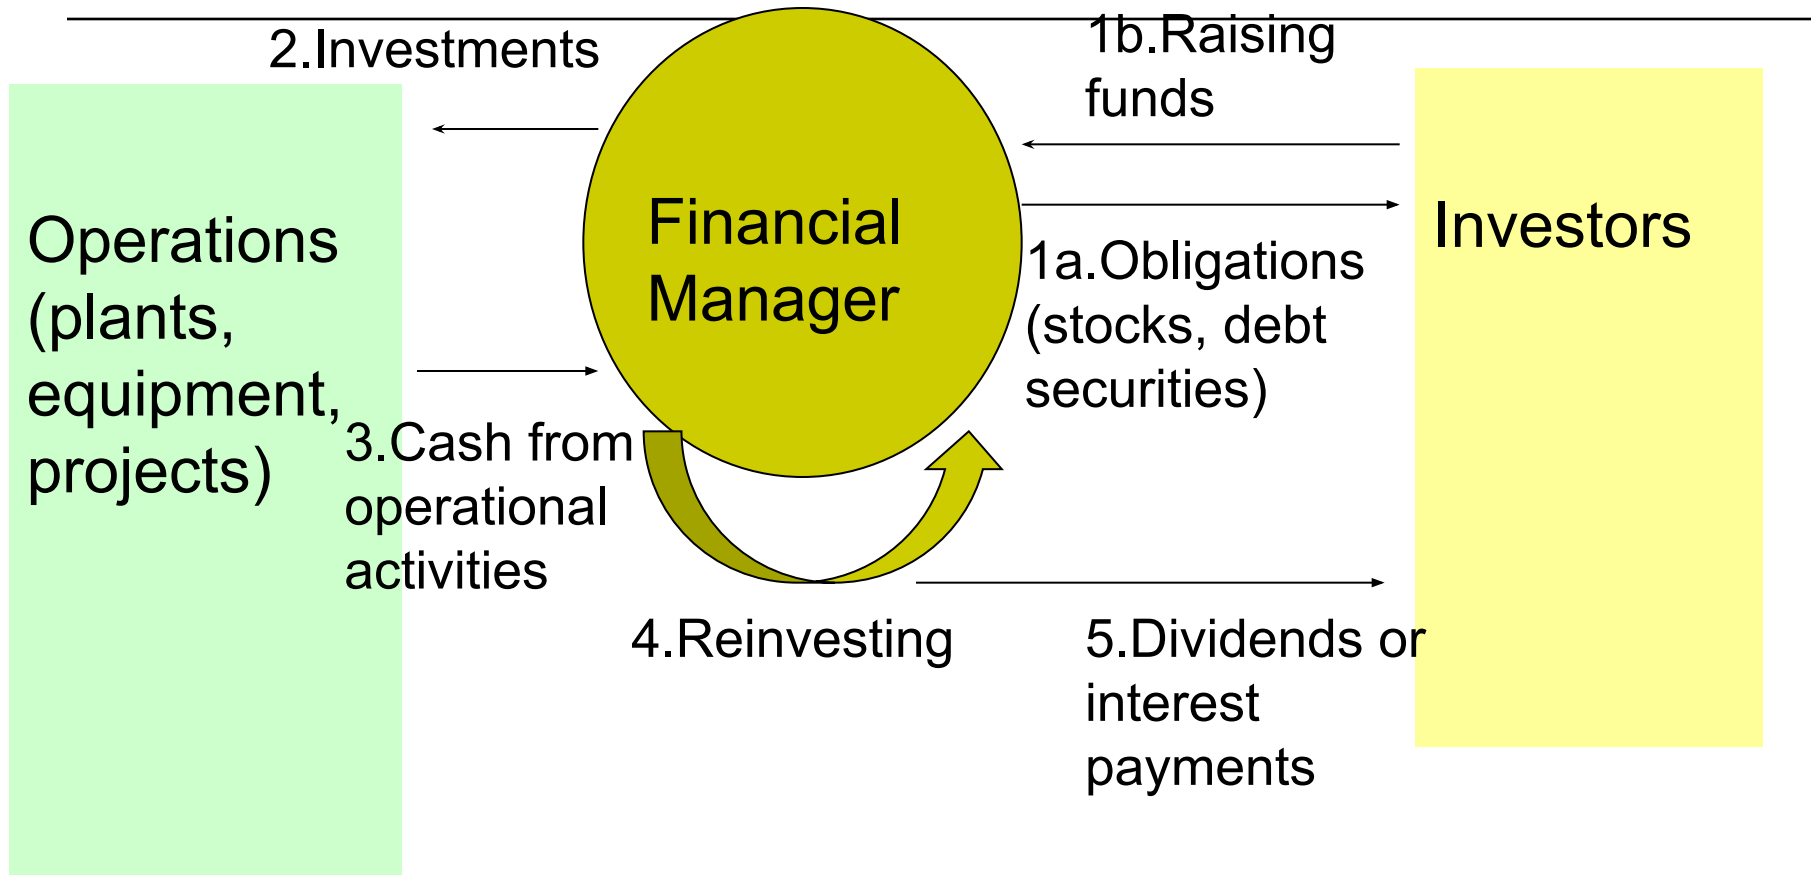 2.Investments
1b.Raising
funds
Operations
(plants,
equipment,
projects)
Financial
Manager
Investors
1a.Obligations
(stocks, debt
securities)
3.Cash from
operational
activities
4.Reinvesting
5.Dividends or
interest
payments